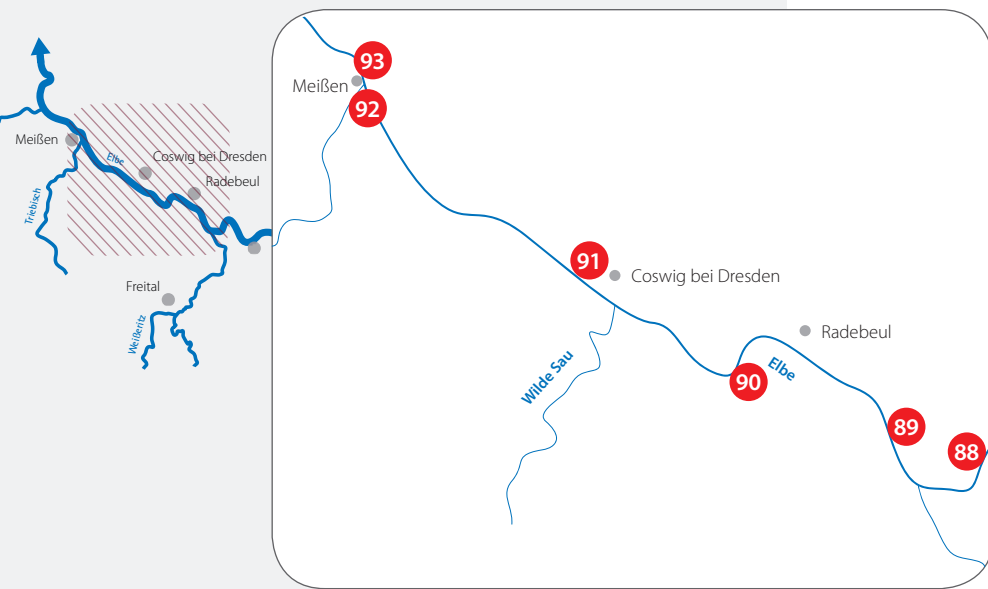 Meißen
Elbe
Coswig bei Dresden
Radebeul
Triebisch
Freital
Weißeritz
93
Meißen
92
91
Coswig bei Dresden
Radebeul
Wilde Sau
Elbe
90
89
88